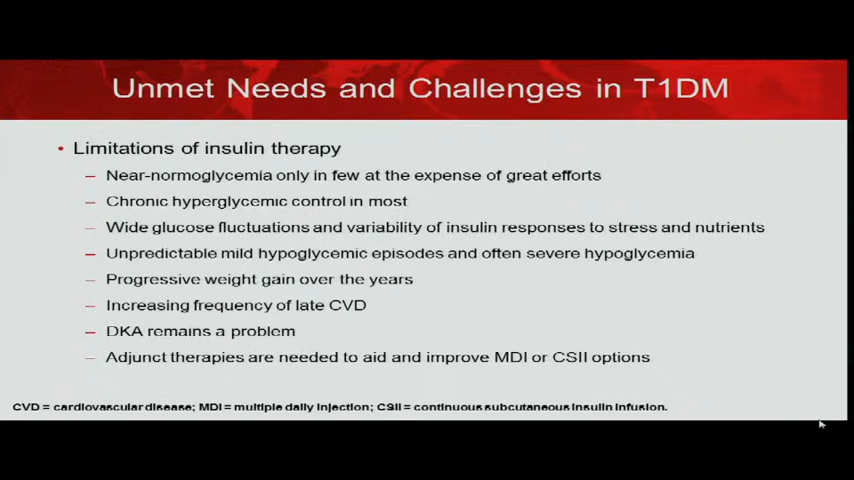 Unmet Needs and Challenges in T1DM
• Limitations of insulin therapy
– Near-normoglycemia only in few at the expense of great efforts
– Chronic hyperglycemic control in most
– Wide glucose fluctuations and variability of insulin responses to stress and nutrients
– Unpredictable mild hypoglycemic episodes and often severe hypoglycemia
– Progressive weight gain over the years
– Increasing frequency of late CVD
– DKA remains a problem
– Adjunct therapies are needed to aid and improve MDI or CSII options
CVD = cardiovascular disease; MDI = multiple daily injection; CSII = continuous subcutaneous insulin infusion.